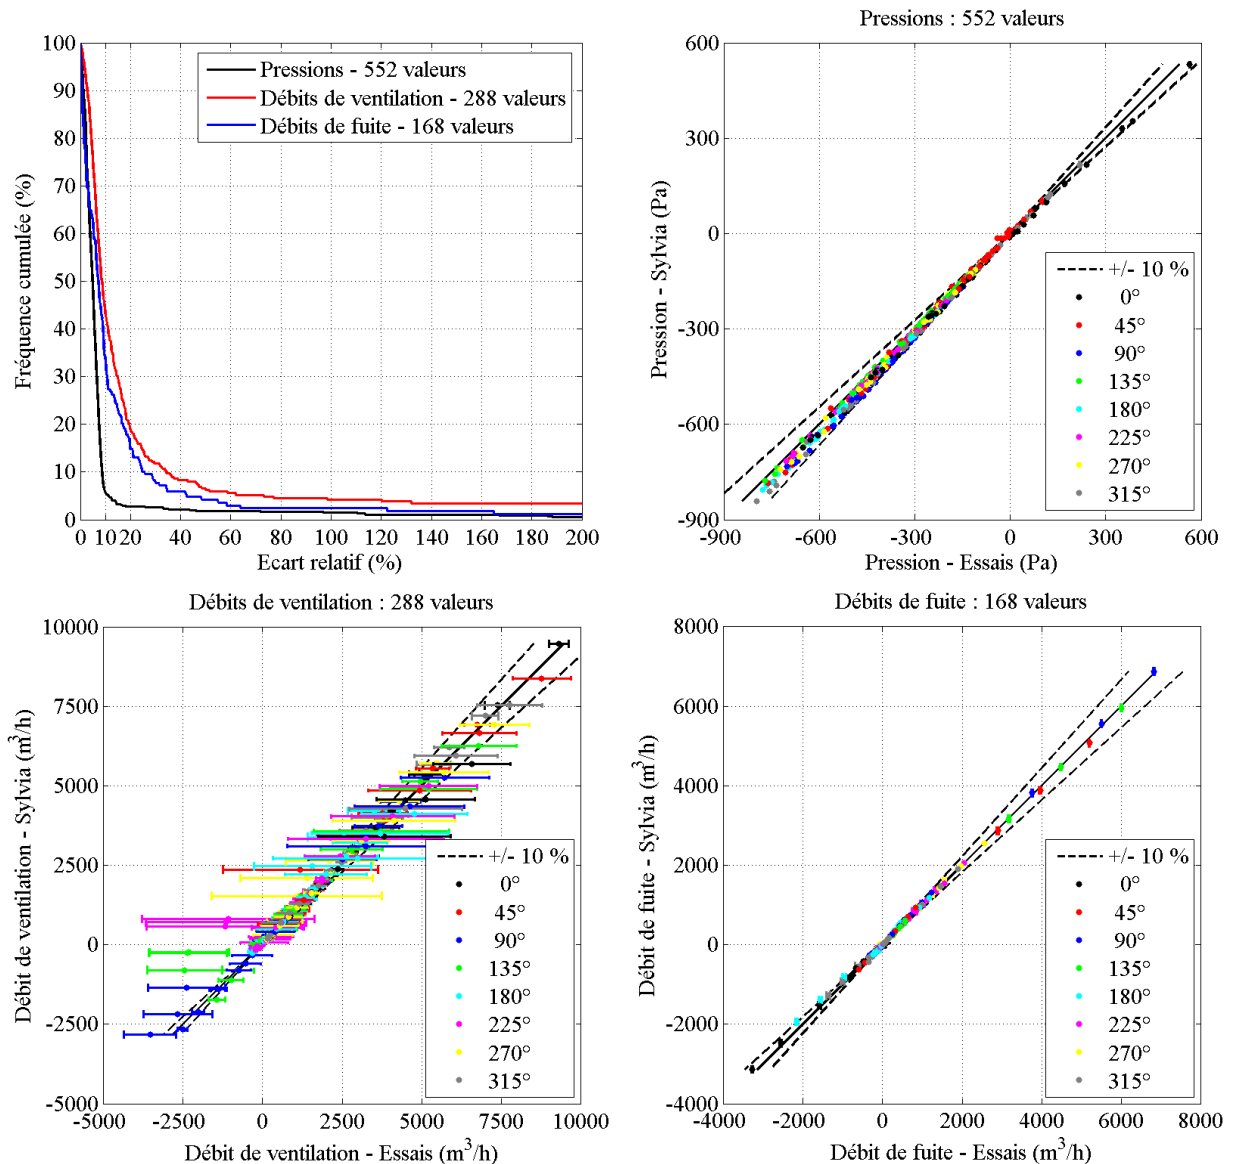 Fréquence cumulée (%)
100
90
80
70
60
50
40
30
20
10
0
Pressions - 552 valeurs
Débits de ventilation - 288 valeurs
Débits de fuite - 168 valeurs
0 10 20 40 60 80 100 120 140 160 180 200
Ecart relatif (%)
Pressions : 552 valeurs
Pression - Sylvia (Pa)
600
300
0
-300
-600
-900
+/- 10 %
0°
45°
90°
135°
180°
225°
270°
315°
-900 -600 -300 0 300 600
Pression - Essais (Pa)
Débits de ventilation : 288 valeurs
Débit de ventilation - Sylvia (m³/h)
10000
7500
5000
2500
0
-2500
-5000
+/- 10 %
0°
45°
90°
135°
180°
225°
270°
315°
-5000 -2500 0 2500 5000 7500 10000
Débit de ventilation - Essais (m³/h)
Débits de fuite : 168 valeurs
Débit de fuite - Sylvia (m³/h)
8000
6000
4000
2000
0
-2000
-4000
+/- 10 %
0°
45°
90°
135°
180°
225°
270°
315°
-4000 -2000 0 2000 4000 6000 8000
Débit de fuite - Essais (m³/h)